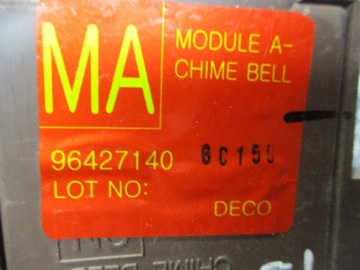 MA
MODULE A-
CHIME BELL
96427140
LOT NO:
DECO